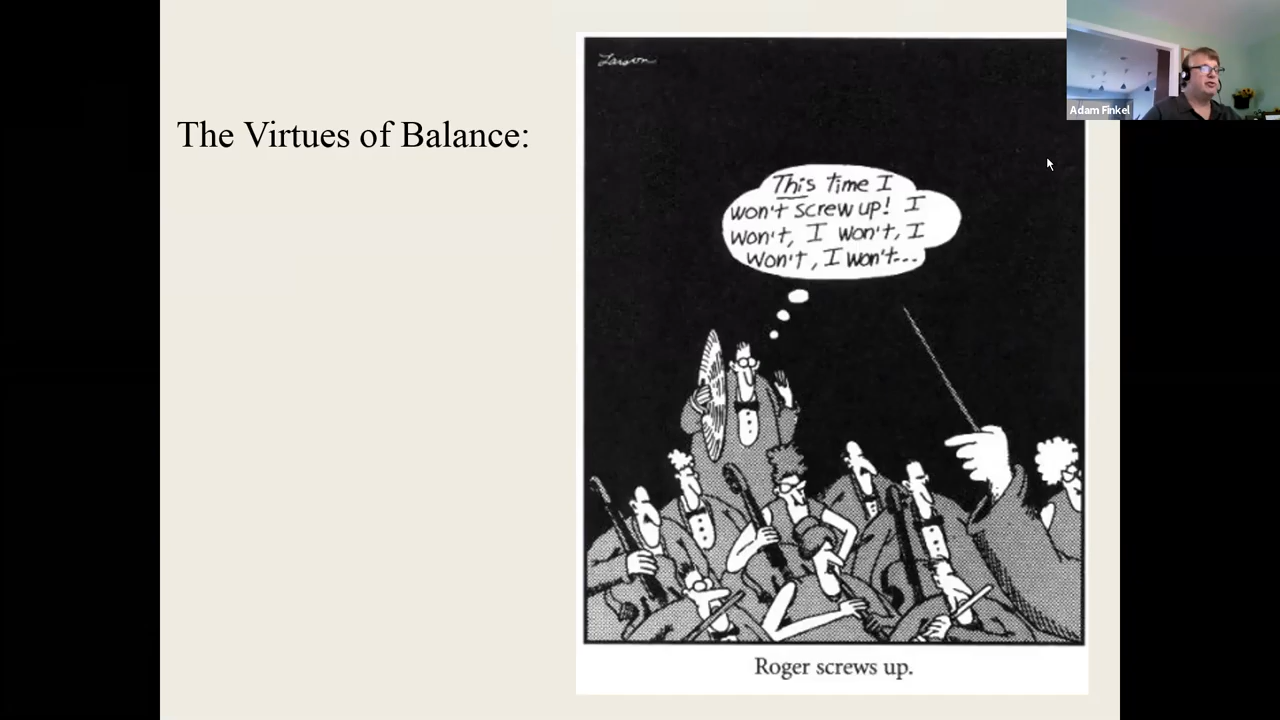 The Virtues of Balance:
Larson
Adam Finkel
This time I
won't screw up! I
won't, I won't, I
won't, I won't...
Roger screws up.